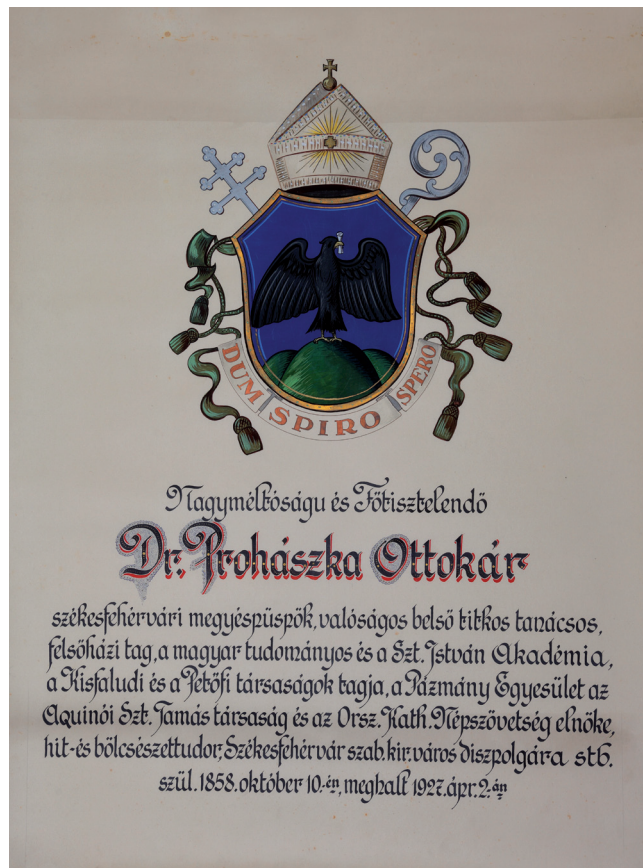 DUM SPIRO SPERO
Nagyméltóságu és Főtisztelendő
Dr. Prohászka Ottokár
székesfehérvári megyéspüspök, valóságos belső titkos tanácsos,
felsőházi tag, a magyar tudományos és a Szt. István Akadémia,
a Kisfaludi és a Petőfi társaságok tagja, a Pázmány Egyesület az
Aquinói Szt. Tamás társaság és az Orsz. Kath. Népszövetség elnöke,
hit-és bölcsészettudor, Székesfehérvár szab. kir. város díszpolgára stb.
szül. 1858. október 10.-én, meghalt 1927. ápr. 2.-án